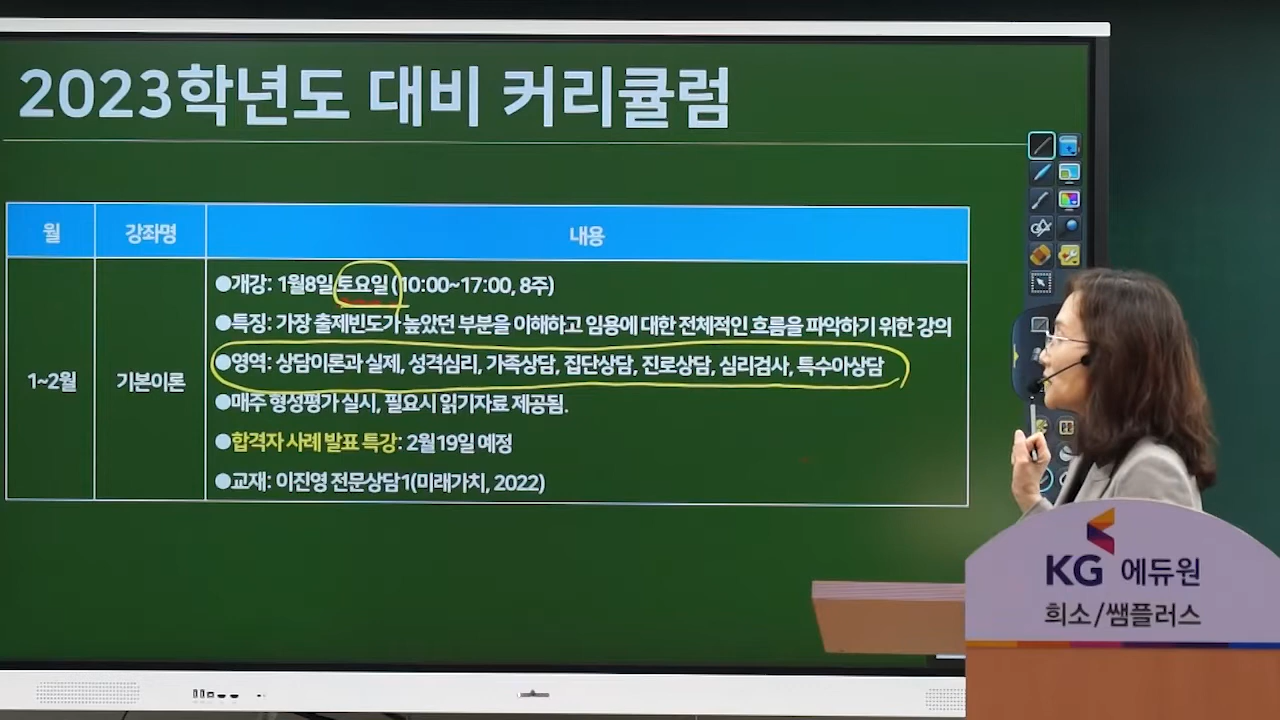 2023학년도 대비 커리큘럼
월 강좌명 내용
1~2월 기본이론
●개강: 1월8일 토요일 (10:00~17:00, 8주)
●특징: 가장 출제빈도가 높았던 부분을 이해하고 임용에 대한 전체적인 흐름을 파악하기 위한 강의
●영역: 상담이론과 실제, 성격심리, 가족상담, 집단상담, 진로상담, 심리검사, 특수아상담
●매주 형성평가 실시, 필요시 읽기자료 제공됨.
●합격자 사례 발표 특강: 2월19일 예정
●교재: 이진영 전문상담1(미래가치, 2022)
KG 에듀원
희소/쌤플러스